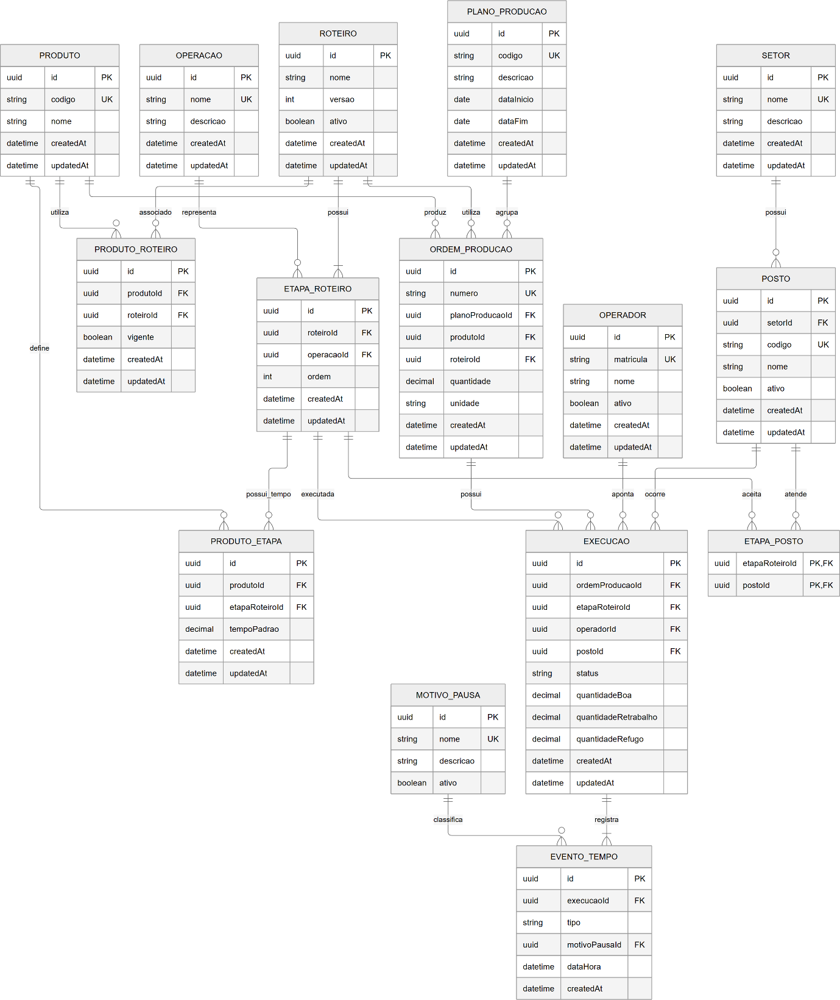 PLANO_PRODUCAO
uuid id PK
string codigo UK
string descricao
date dataInicio
date dataFim
datetime createdAt
datetime updatedAt
ROTEIRO
uuid id PK
string nome
int versao
boolean ativo
datetime createdAt
datetime updatedAt
PRODUTO
uuid id PK
string codigo UK
string nome
datetime createdAt
datetime updatedAt
OPERACAO
uuid id PK
string nome UK
string descricao
datetime createdAt
datetime updatedAt
SETOR
uuid id PK
string nome UK
string descricao
datetime createdAt
datetime updatedAt
utiliza
associado
representa
possui
produz
utiliza
agrupa
possui
PRODUTO_ROTEIRO
uuid id PK
uuid produtoId FK
uuid roteiroId FK
boolean vigente
datetime createdAt
datetime updatedAt
ORDEM_PRODUCAO
uuid id PK
string numero UK
uuid planoProducaoId FK
uuid produtoId FK
uuid roteiroId FK
decimal quantidade
string unidade
datetime createdAt
datetime updatedAt
POSTO
uuid id PK
uuid setorId FK
string codigo UK
string nome
boolean ativo
datetime createdAt
datetime updatedAt
ETAPA_ROTEIRO
uuid id PK
uuid roteiroId FK
uuid operacaoId FK
int ordem
datetime createdAt
datetime updatedAt
OPERADOR
uuid id PK
string matricula UK
string nome
boolean ativo
datetime createdAt
datetime updatedAt
define
possui_tempo
executada
possui
aponta
ocorre
aceita
atende
PRODUTO_ETAPA
uuid id PK
uuid produtoId FK
uuid etapaRoteiroId FK
decimal tempoPadrao
datetime createdAt
datetime updatedAt
EXECUCAO
uuid id PK
uuid ordemProducaoId FK
uuid etapaRoteiroId FK
uuid operadorId FK
uuid postoId FK
string status
decimal quantidadeBoa
decimal quantidadeRetrabalho
decimal quantidadeRefugo
datetime createdAt
datetime updatedAt
ETAPA_POSTO
uuid etapaRoteiroId PK,FK
uuid postoId PK,FK
MOTIVO_PAUSA
uuid id PK
string nome UK
string descricao
boolean ativo
classifica
registra
EVENTO_TEMPO
uuid id PK
uuid execucaoId FK
string tipo
uuid motivoPausaId FK
datetime dataHora
datetime createdAt